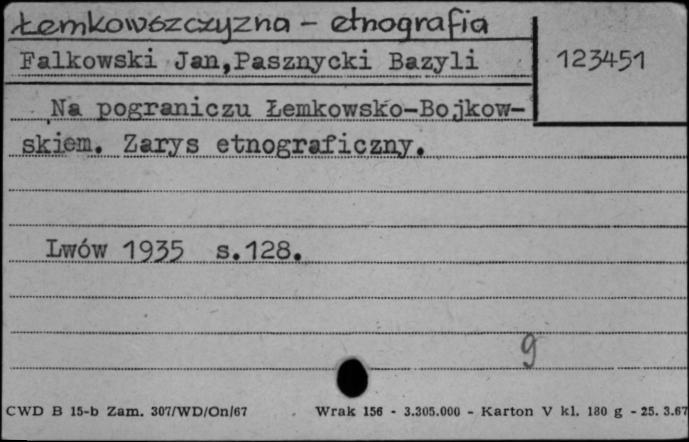 Łemkowszczyzna - etnografia
Falkowski Jan,Pasznycki Bazyli
123451
Na pograniczu Łemkowsko-Bojkow-
skiem. Zarys etnograficzny.
Lwów 1935 s.128.
9
CWD B 15-b Zam. 307/WD/On/67 Wrak 156 - 3.305.000 - Karton V kl. 180 g - 25. 3.67